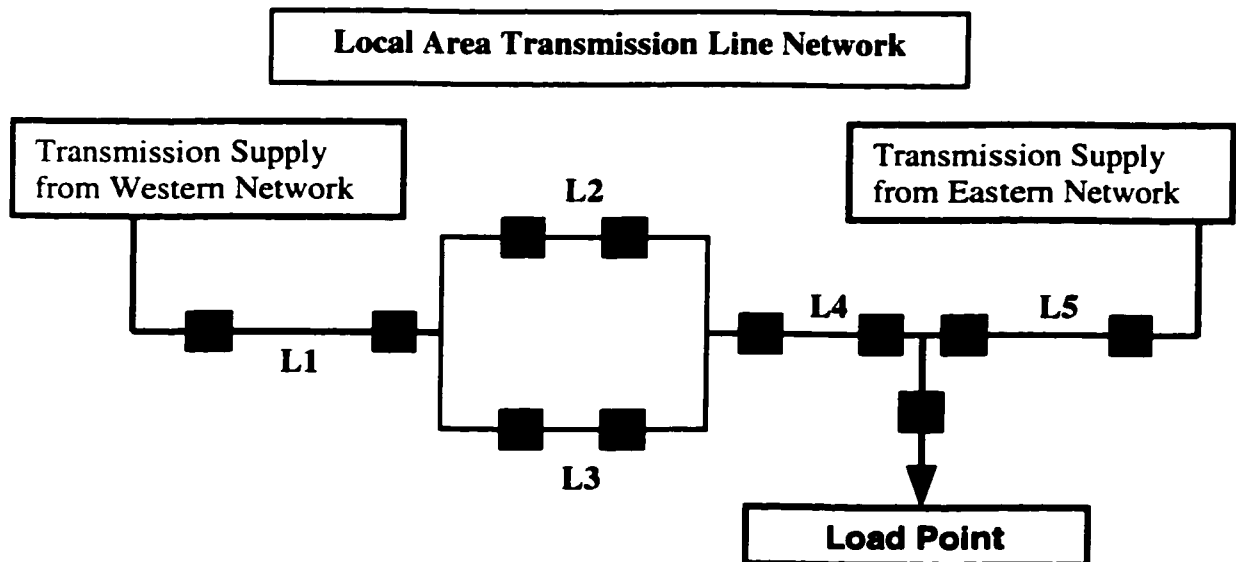 Local Area Transmission Line Network
Transmission Supply
from Western Network
Transmission Supply
from Eastern Network
L2
L4
L5
L1
L3
Load Point